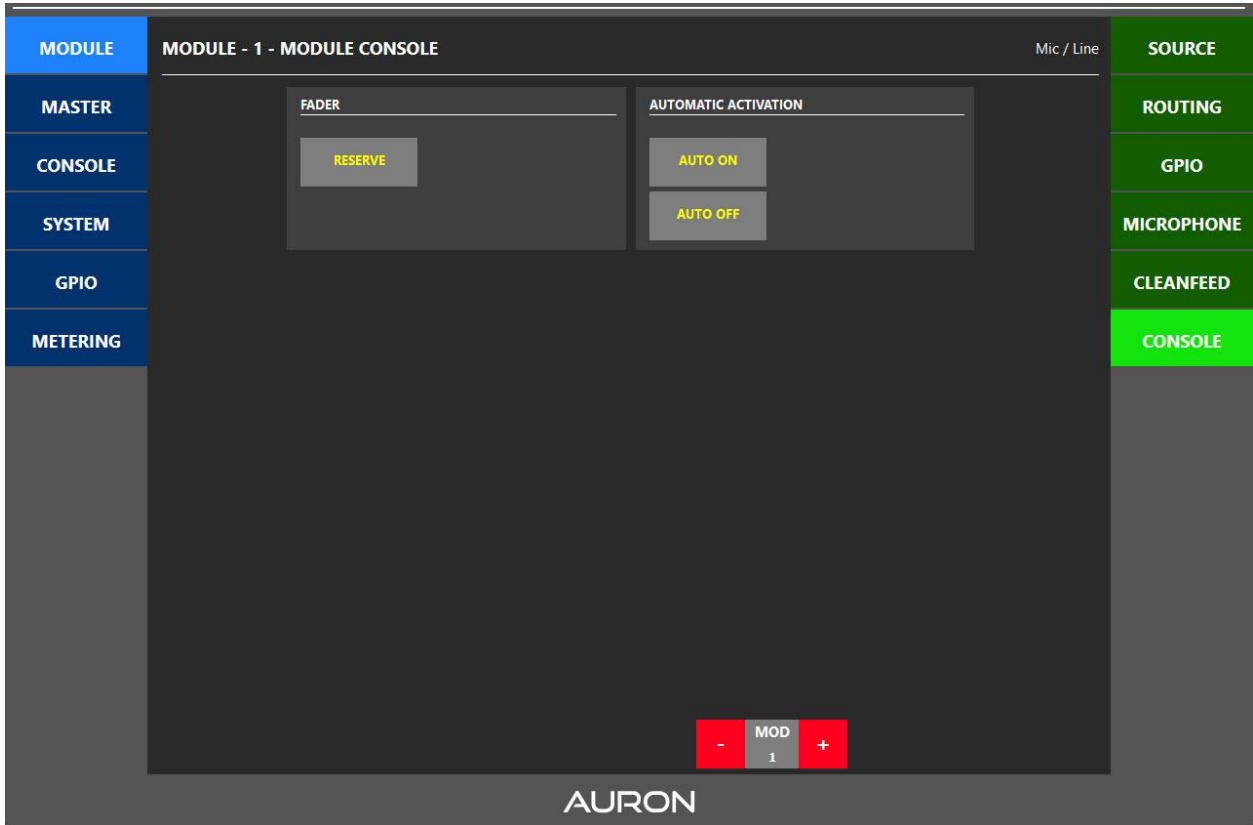 MODULE
MASTER
CONSOLE
SYSTEM
GPIO
METERING
MODULE - 1 - MODULE CONSOLE
Mic / Line
FADER
RESERVE
AUTOMATIC ACTIVATION
AUTO ON
AUTO OFF
- MOD +
1
SOURCE
ROUTING
GPIO
MICROPHONE
CLEANFEED
CONSOLE
AURON